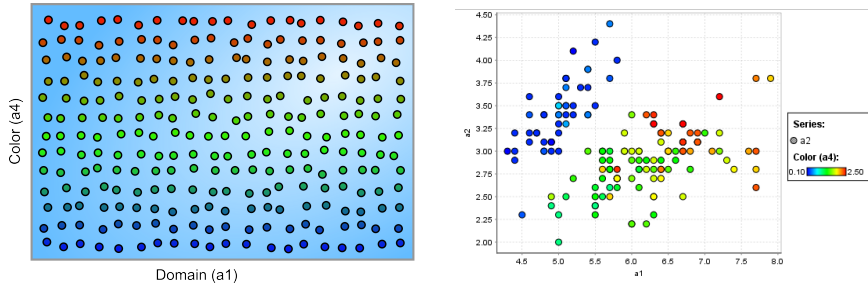 Color (a4)
Domain (a1)
4.50
4.25
4.00
3.75
3.50
3.25
3.00
2.75
2.50
2.25
2.00
a2
4.5
5.0
5.5
6.0
6.5
7.0
7.5
8.0
a1
Series:
a2
Color (a4):
0.10 2.50